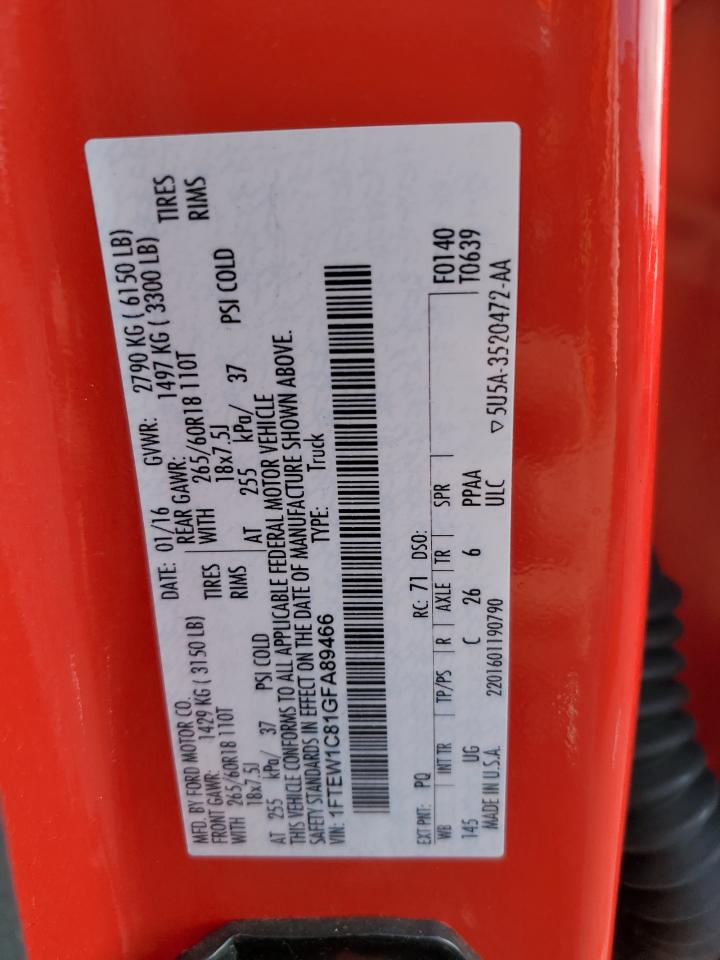 MFD. BY FORD MOTOR CO. DATE: 01/16 GVWR: 2790 KG ( 6150 LB)
FRONT GAWR: 1429 KG ( 3150 LB) REAR GAWR: 1497 KG ( 3300 LB)
WITH 265/60R18 110T TIRES WITH 265/60R18 110T TIRES
18x7.5J RIMS 18x7.5J RIMS
AT 255 kPa/ 37 PSI COLD AT 255 kPa/ 37 PSI COLD
THIS VEHICLE CONFORMS TO ALL APPLICABLE FEDERAL MOTOR VEHICLE
SAFETY STANDARDS IN EFFECT ON THE DATE OF MANUFACTURE SHOWN ABOVE.
VIN: 1FTEW1C81GFA89466 TYPE: Truck
EXT PNT: PQ RC: 71 DSO: F0140
WB INT TR TP/PS R AXLE TR SPR T0639
145 UG C 26 6 PPAA
MADE IN U.S.A. 2201601190790 ULC ▽5U5A-3520472-AA